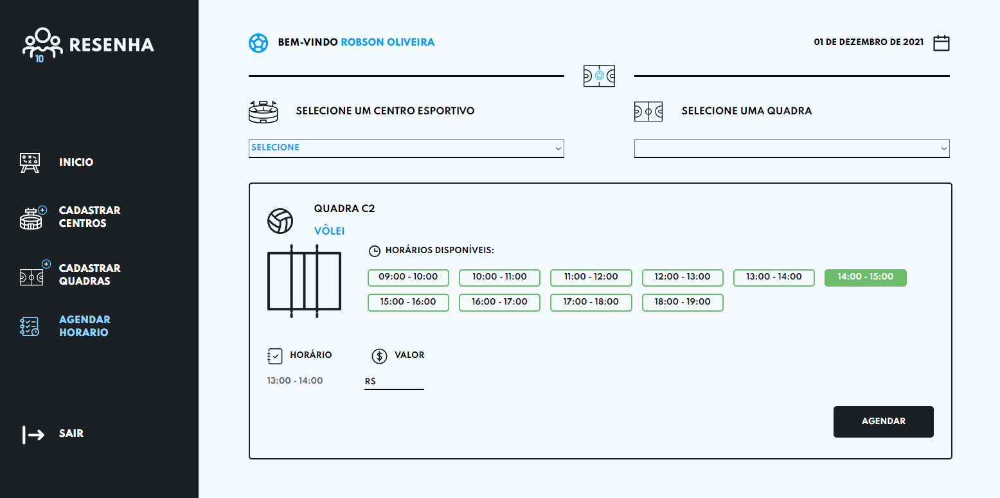 RESENHA
10
INICIO
CADASTRAR
CENTROS
CADASTRAR
QUADRAS
AGENDAR
HORARIO
SAIR
BEM-VINDO ROBSON OLIVEIRA
01 DE DEZEMBRO DE 2021
SELECIONE UM CENTRO ESPORTIVO
SELECIONE UMA QUADRA
SELECIONE
QUADRA C2
VÔLEI
HORÁRIOS DISPONÍVEIS:
09:00 - 10:00 10:00 - 11:00 11:00 - 12:00 12:00 - 13:00 13:00 - 14:00 14:00 - 15:00
15:00 - 16:00 16:00 - 17:00 17:00 - 18:00 18:00 - 19:00
HORÁRIO VALOR
13:00 - 14:00 R$
AGENDAR